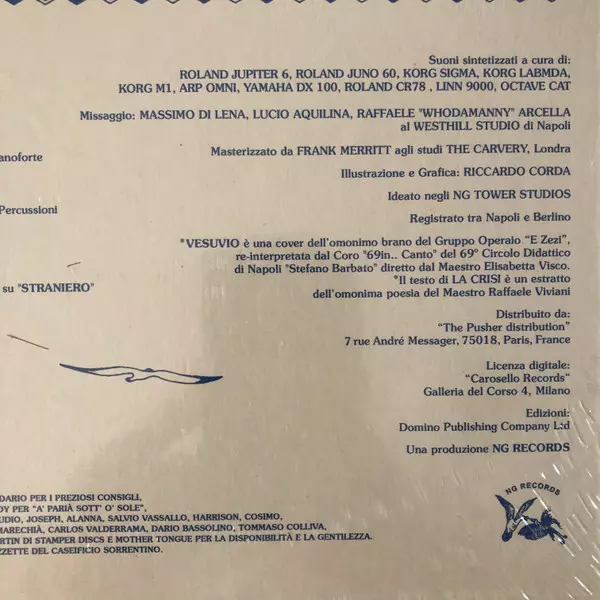 Suoni sintetizzati a cura di:
ROLAND JUPITER 6, ROLAND JUNO 60, KORG SIGMA, KORG LABMDA,
KORG M1, ARP OMNI, YAMAHA DX 100, ROLAND CR78 , LINN 9000, OCTAVE CAT
Missaggio: MASSIMO DI LENA, LUCIO AQUILINA, RAFFAELE "WHODAMANNY" ARCELLA
al WESTHILL STUDIO di Napoli
anoforte
Masterizzato da FRANK MERRITT agli studi THE CARVERY, Londra
Illustrazione e Grafica: RICCARDO CORDA
Ideato negli NG TOWER STUDIOS
Percussioni
Registrato tra Napoli e Berlino
*VESUVIO è una cover dell'omonimo brano del Gruppo Operaio "E Zezi",
re-interpretata dal Coro "69in.. Canto" del 69º Circolo Didattico
di Napoli "Stefano Barbato" diretto dal Maestro Elisabetta Visco.
su "STRANIERO"
*Il testo di LA CRISI è un estratto
dell'omonima poesia del Maestro Raffaele Viviani
Distribuito da:
"The Pusher distribution"
7 rue André Messager, 75018, Paris, France
Licenza digitale:
"Carosello Records"
Galleria del Corso 4, Milano
Edizioni:
Domino Publishing Company L:d
Una produzione NG RECORDS
NG RECORDS
DARIO PER I PREZIOSI CONSIGLI,
DY PER "A' PARIÀ SOTT' O' SOLE",
UDIO, JOSEPH, ALANNA, SALVIO VASSALLO, HARRISON, COSIMO,
MARECHIÀ, CARLOS VALDERRAMA, DARIO BASSOLINO, TOMMASO COLLIVA,
RTIN DI STAMPER DISCS E MOTHER TONGUE PER LA DISPONIBILITÀ E LA GENTILEZZA.
ZZETTE DEL CASEIFICIO SORRENTINO.